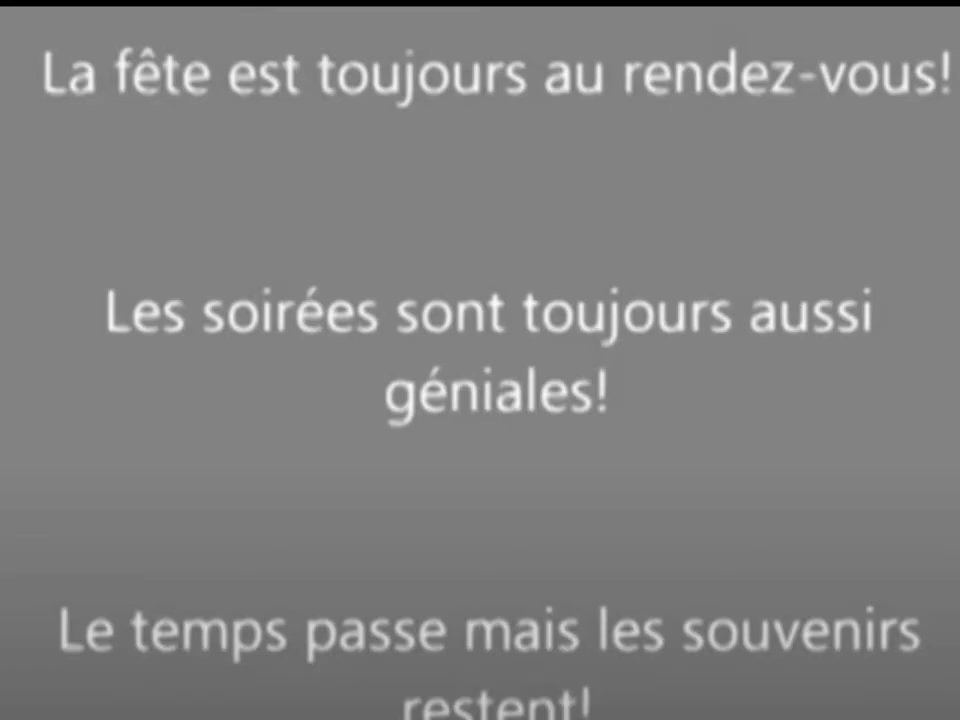 La fête est toujours au rendez-vous!
Les soirées sont toujours aussi
géniales!
Le temps passe mais les souvenirs
restent!